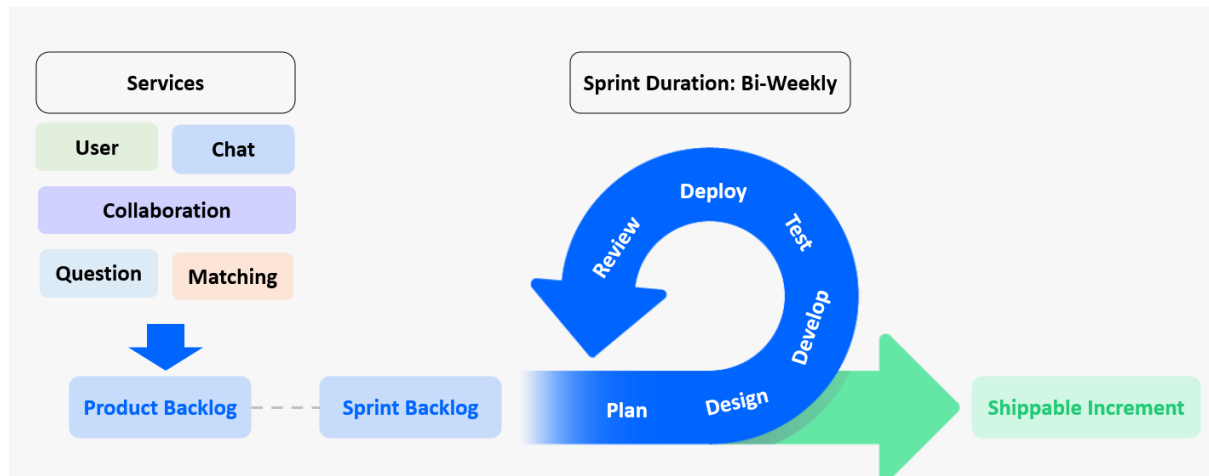 Services
User
Chat
Collaboration
Question
Matching
Product Backlog
Sprint Backlog
Sprint Duration: Bi-Weekly
Plan
Design
Develop
Test
Deploy
Review
Shippable Increment